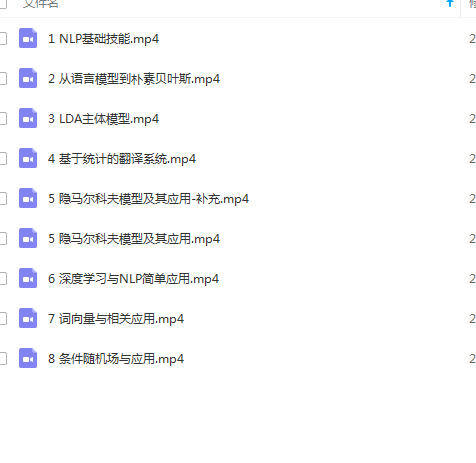 文件名
1 NLP基础技能.mp4
2
2 从语言模型到朴素贝叶斯.mp4
2
3 LDA主体模型.mp4
2
4 基于统计的翻译系统.mp4
2
5 隐马尔科夫模型及其应用-补充.mp4
2
5 隐马尔科夫模型及其应用.mp4
2
6 深度学习与NLP简单应用.mp4
2
7 词向量与相关应用.mp4
2
8 条件随机场与应用.mp4
2